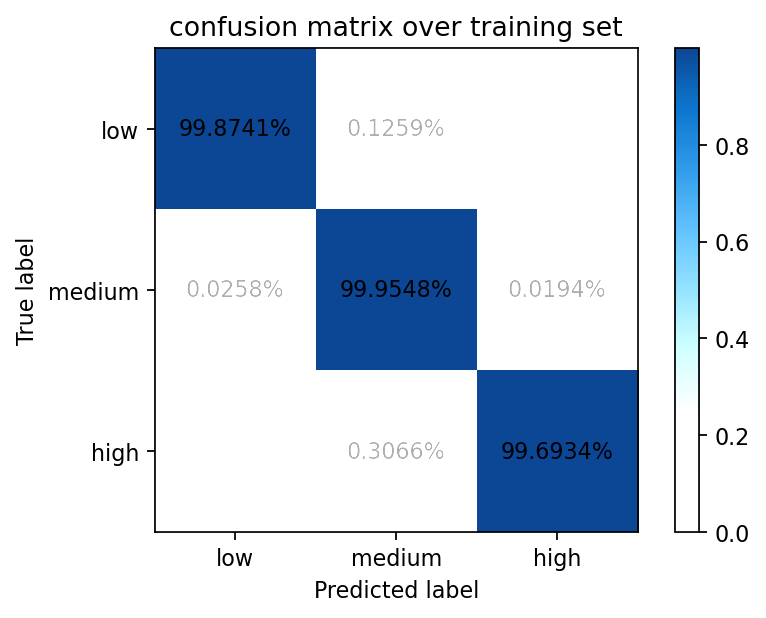 confusion matrix over training set
True label
low
99.8741%
0.1259%
medium
0.0258%
99.9548%
0.0194%
high
0.3066%
99.6934%
low
medium
high
Predicted label
0.8
0.6
0.4
0.2
0.0